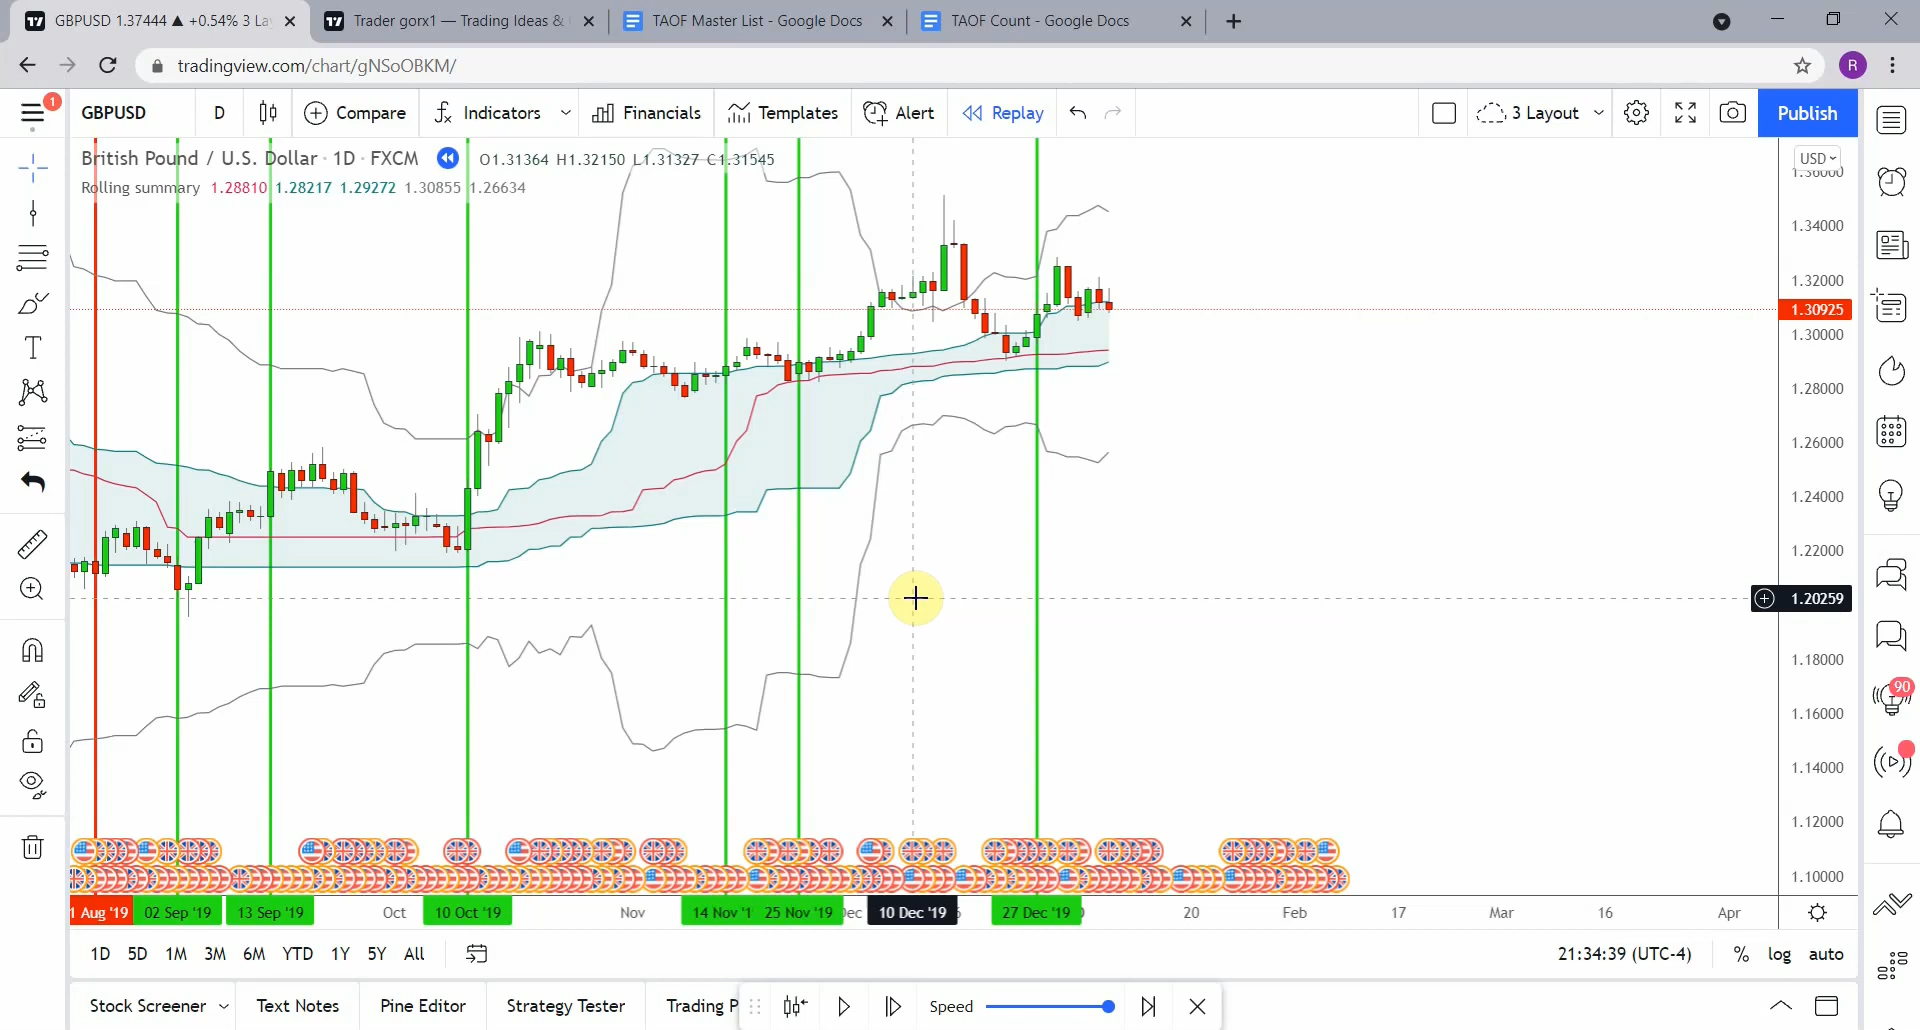 GBPUSD 1.37444 ▲ +0.54% 3 La
Trader gorx1 — Trading Ideas &
TAOF Master List - Google Docs
TAOF Count - Google Docs
tradingview.com/chart/gNSoOBKM/
R
1
GBPUSD
D
Compare
Indicators
Financials
Templates
Alert
Replay
3 Layout
Publish
British Pound / U.S. Dollar · 1D · FXCM
O1.31364 H1.32150 L1.31327 C1.31545
Rolling summary 1.28810 1.28217 1.29272 1.30855 1.26634
USD
1.36000
1.34000
1.32000
1.30925
1.30000
1.28000
1.26000
1.24000
1.22000
1.20259
1.18000
1.16000
1.14000
1.12000
1.10000
90
1 Aug '19
02 Sep '19
13 Sep '19
Oct
10 Oct '19
Nov
14 Nov '1
25 Nov '19
Dec
10 Dec '19
27 Dec '19
20
Feb
17
Mar
16
Apr
1D 5D 1M 3M 6M YTD 1Y 5Y All
21:34:39 (UTC-4)
% log auto
Stock Screener
Text Notes
Pine Editor
Strategy Tester
Trading P
Speed